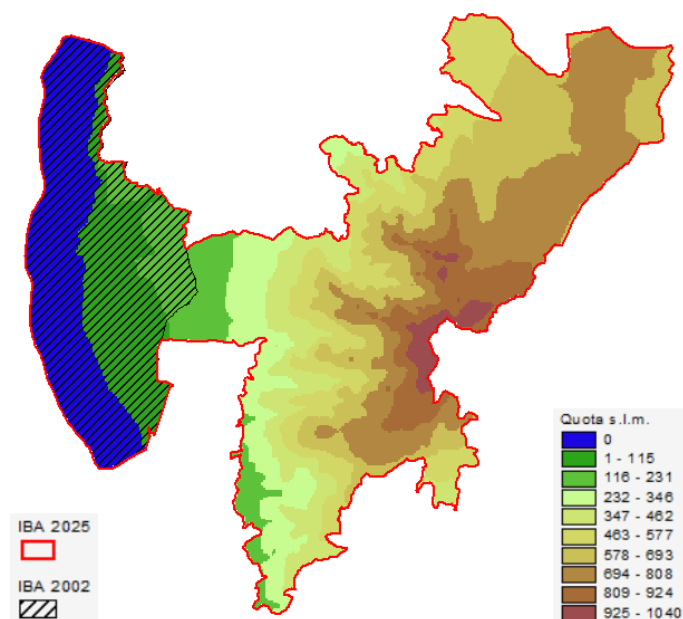 Quota s.l.m.
0
1 - 115
116 - 231
232 - 346
347 - 462
463 - 577
578 - 693
694 - 808
809 - 924
925 - 1040
IBA 2025
IBA 2002